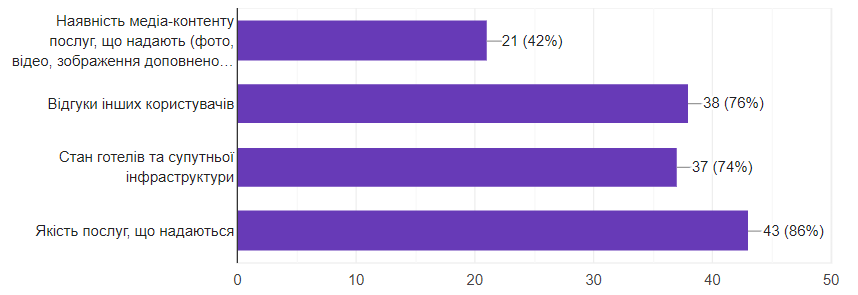 Наявність медіа-контенту
послуг, що надають (фото,
відео, зображення доповнено…
21 (42%)
Відгуки інших користувачів
38 (76%)
Стан готелів та супутньої
інфраструктури
37 (74%)
Якість послуг, що надаються
43 (86%)
0 10 20 30 40 50